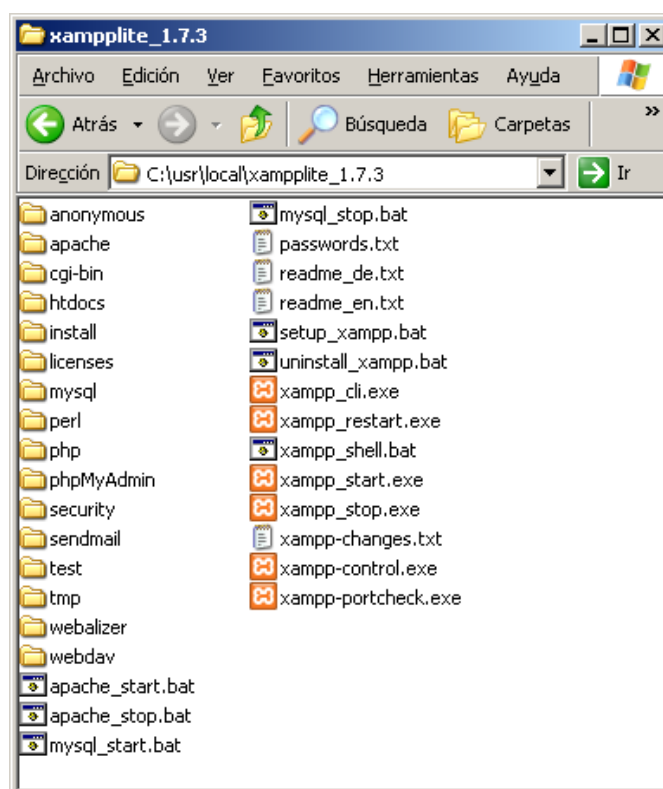 xampplite_1.7.3
Archivo Edición Ver Favoritos Herramientas Ayuda
Atrás Búsqueda Carpetas »
Dirección C:\usr\local\xampplite_1.7.3 Ir
anonymous
apache
cgi-bin
htdocs
install
licenses
mysql
perl
php
phpMyAdmin
security
sendmail
test
tmp
webalizer
webdav
apache_start.bat
apache_stop.bat
mysql_start.bat
mysql_stop.bat
passwords.txt
readme_de.txt
readme_en.txt
setup_xampp.bat
uninstall_xampp.bat
xampp_cli.exe
xampp_restart.exe
xampp_shell.bat
xampp_start.exe
xampp_stop.exe
xampp-changes.txt
xampp-control.exe
xampp-portcheck.exe